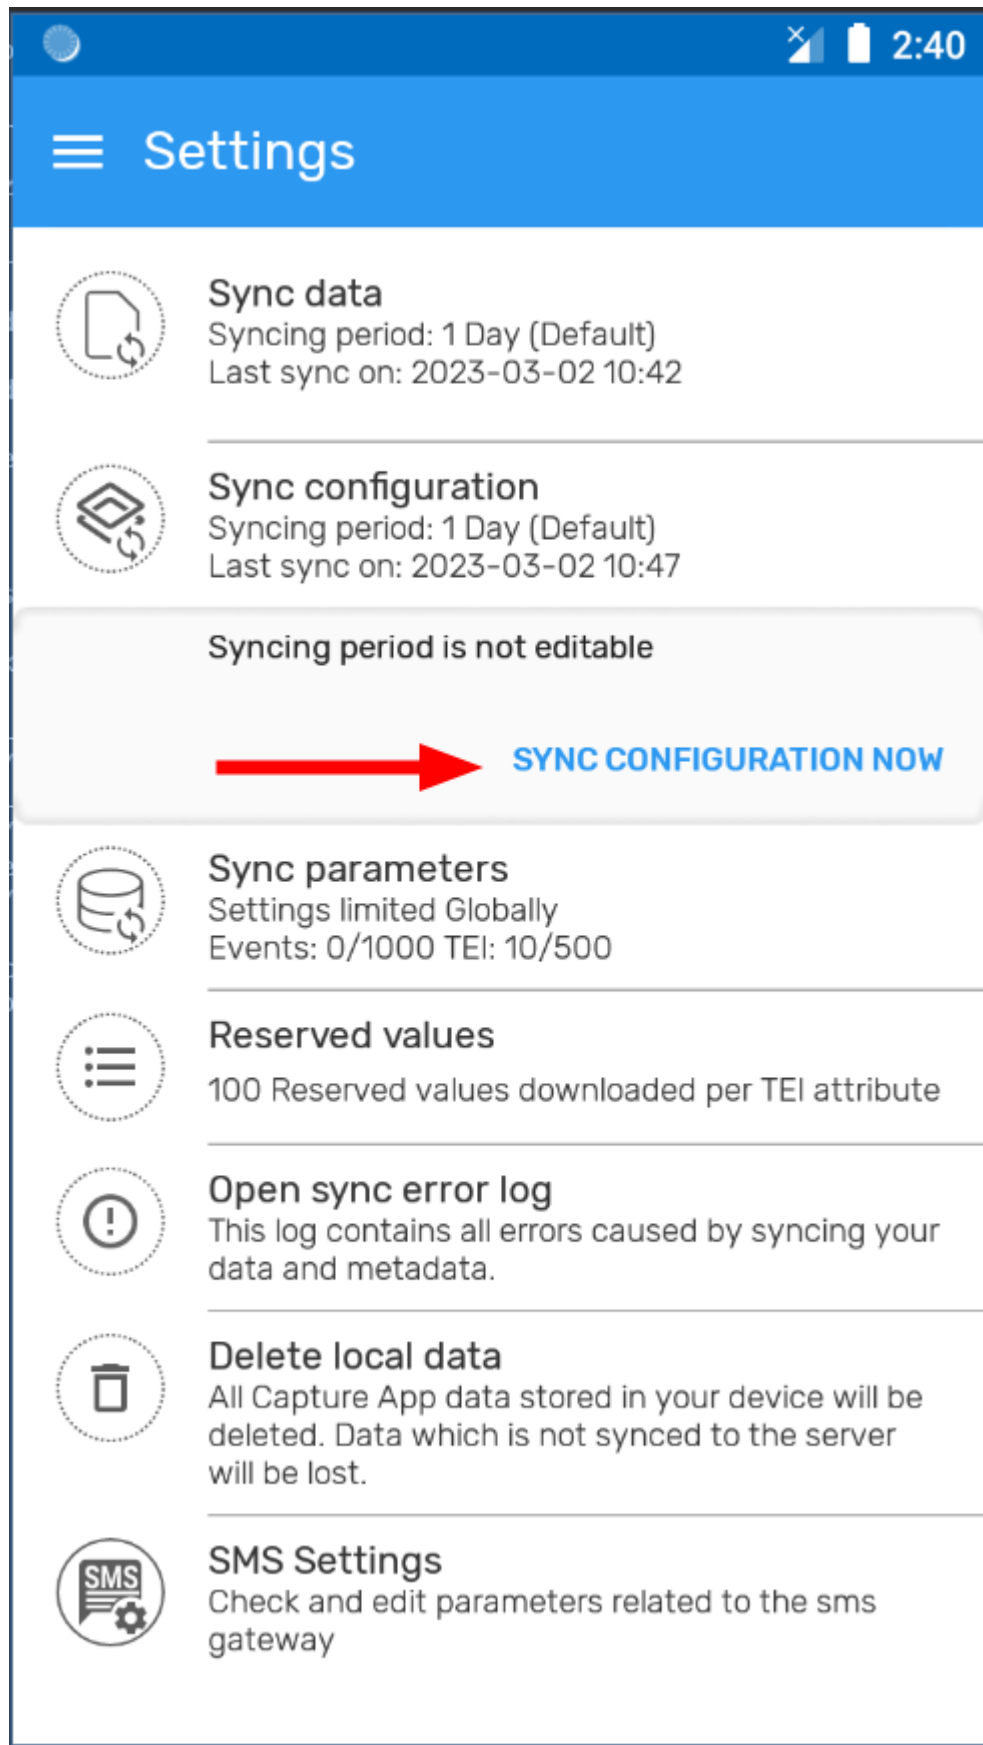 2:40
Settings
Sync data
Syncing period: 1 Day (Default)
Last sync on: 2023-03-02 10:42
Sync configuration
Syncing period: 1 Day (Default)
Last sync on: 2023-03-02 10:47
Syncing period is not editable
SYNC CONFIGURATION NOW
Sync parameters
Settings limited Globally
Events: 0/1000 TEI: 10/500
Reserved values
100 Reserved values downloaded per TEI attribute
Open sync error log
This log contains all errors caused by syncing your
data and metadata.
Delete local data
All Capture App data stored in your device will be
deleted. Data which is not synced to the server
will be lost.
SMS
SMS Settings
Check and edit parameters related to the sms
gateway